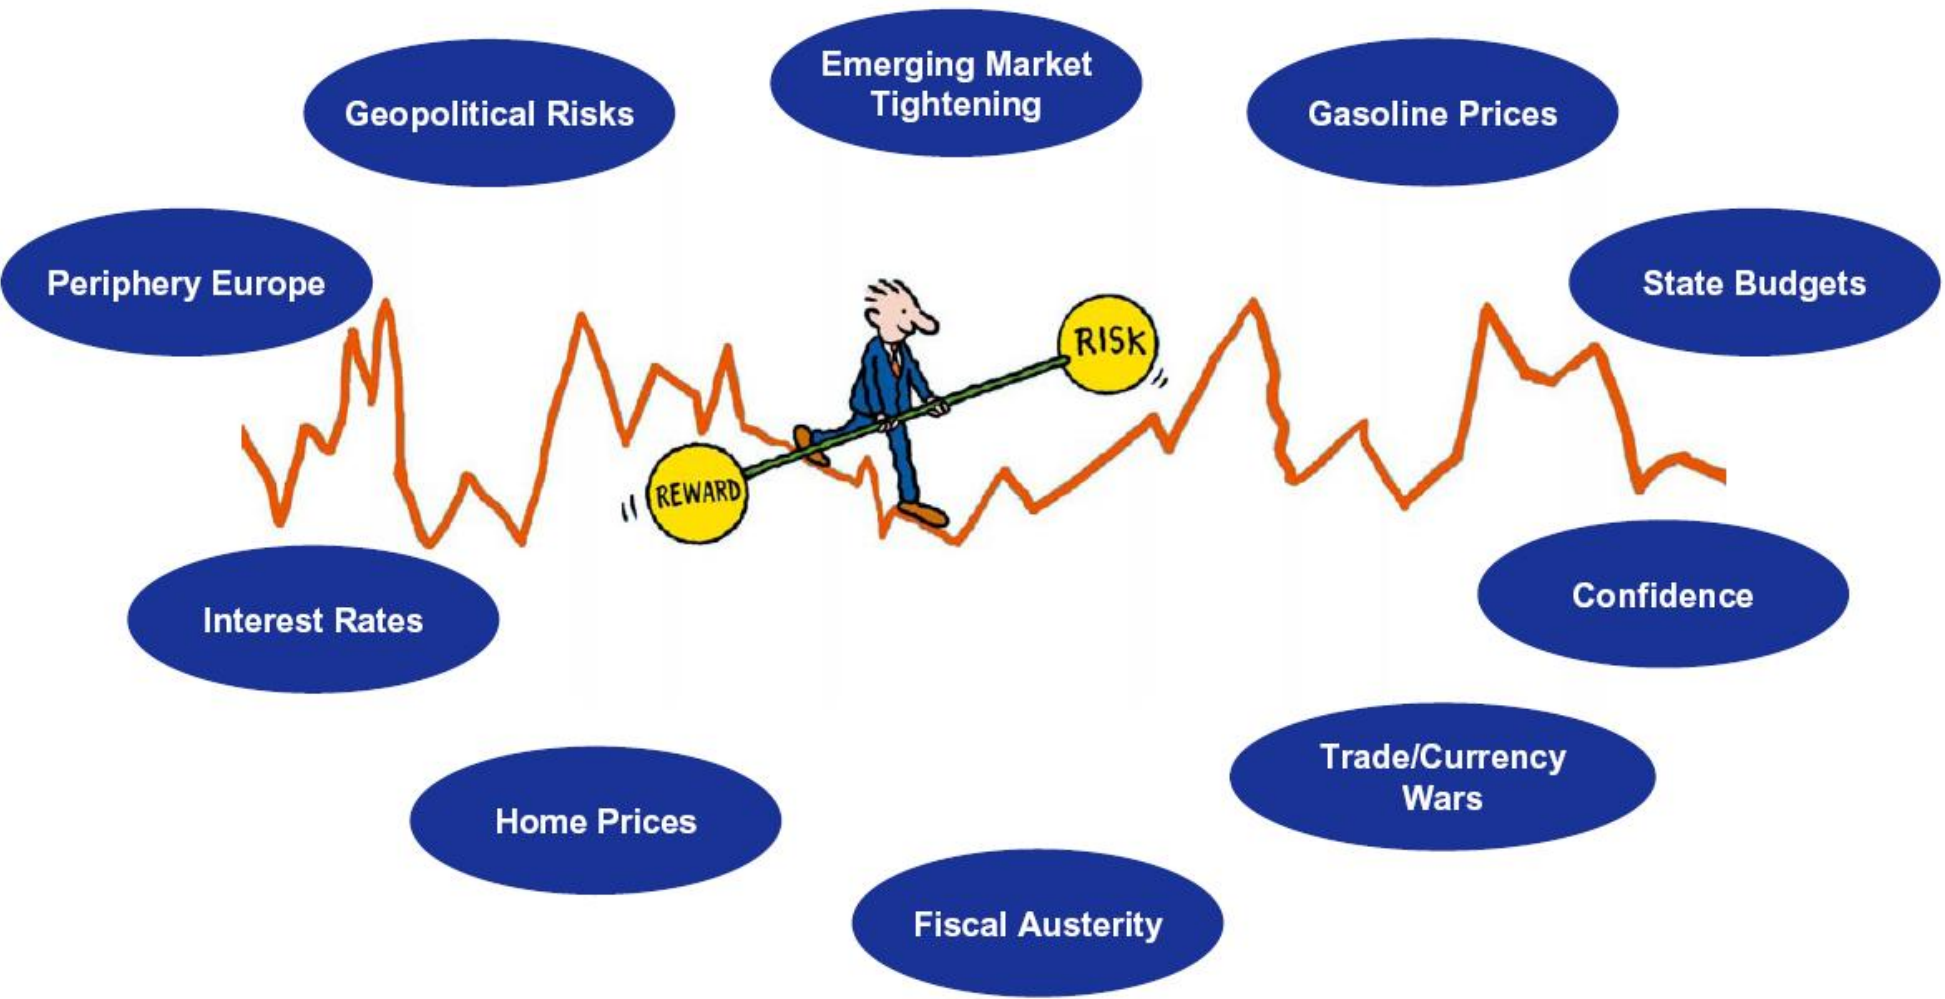 Emerging Market
Tightening
Geopolitical Risks
Gasoline Prices
Periphery Europe
State Budgets
RISK
REWARD
Interest Rates
Confidence
Trade/Currency
Wars
Home Prices
Fiscal Austerity